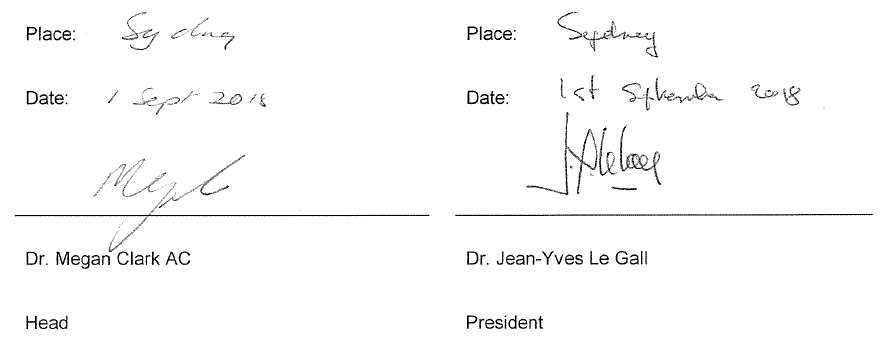 Place: Sydney
Date: 1 Sept 2018
Dr. Megan Clark AC
Head
Place: Sydney
Date: 1st September 2018
Dr. Jean-Yves Le Gall
President